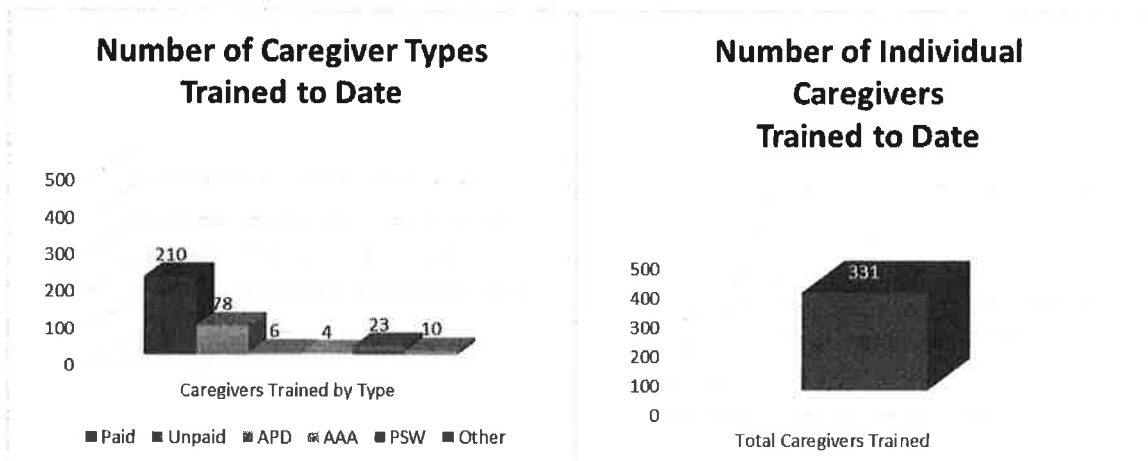 Number of Caregiver Types
Trained to Date
500
400
300
200
100
0
210
78
6
4
23
10
Caregivers Trained by Type
Paid Unpaid APD AAA PSW Other
Number of Individual
Caregivers
Trained to Date
500
400
300
200
100
0
331
Total Caregivers Trained